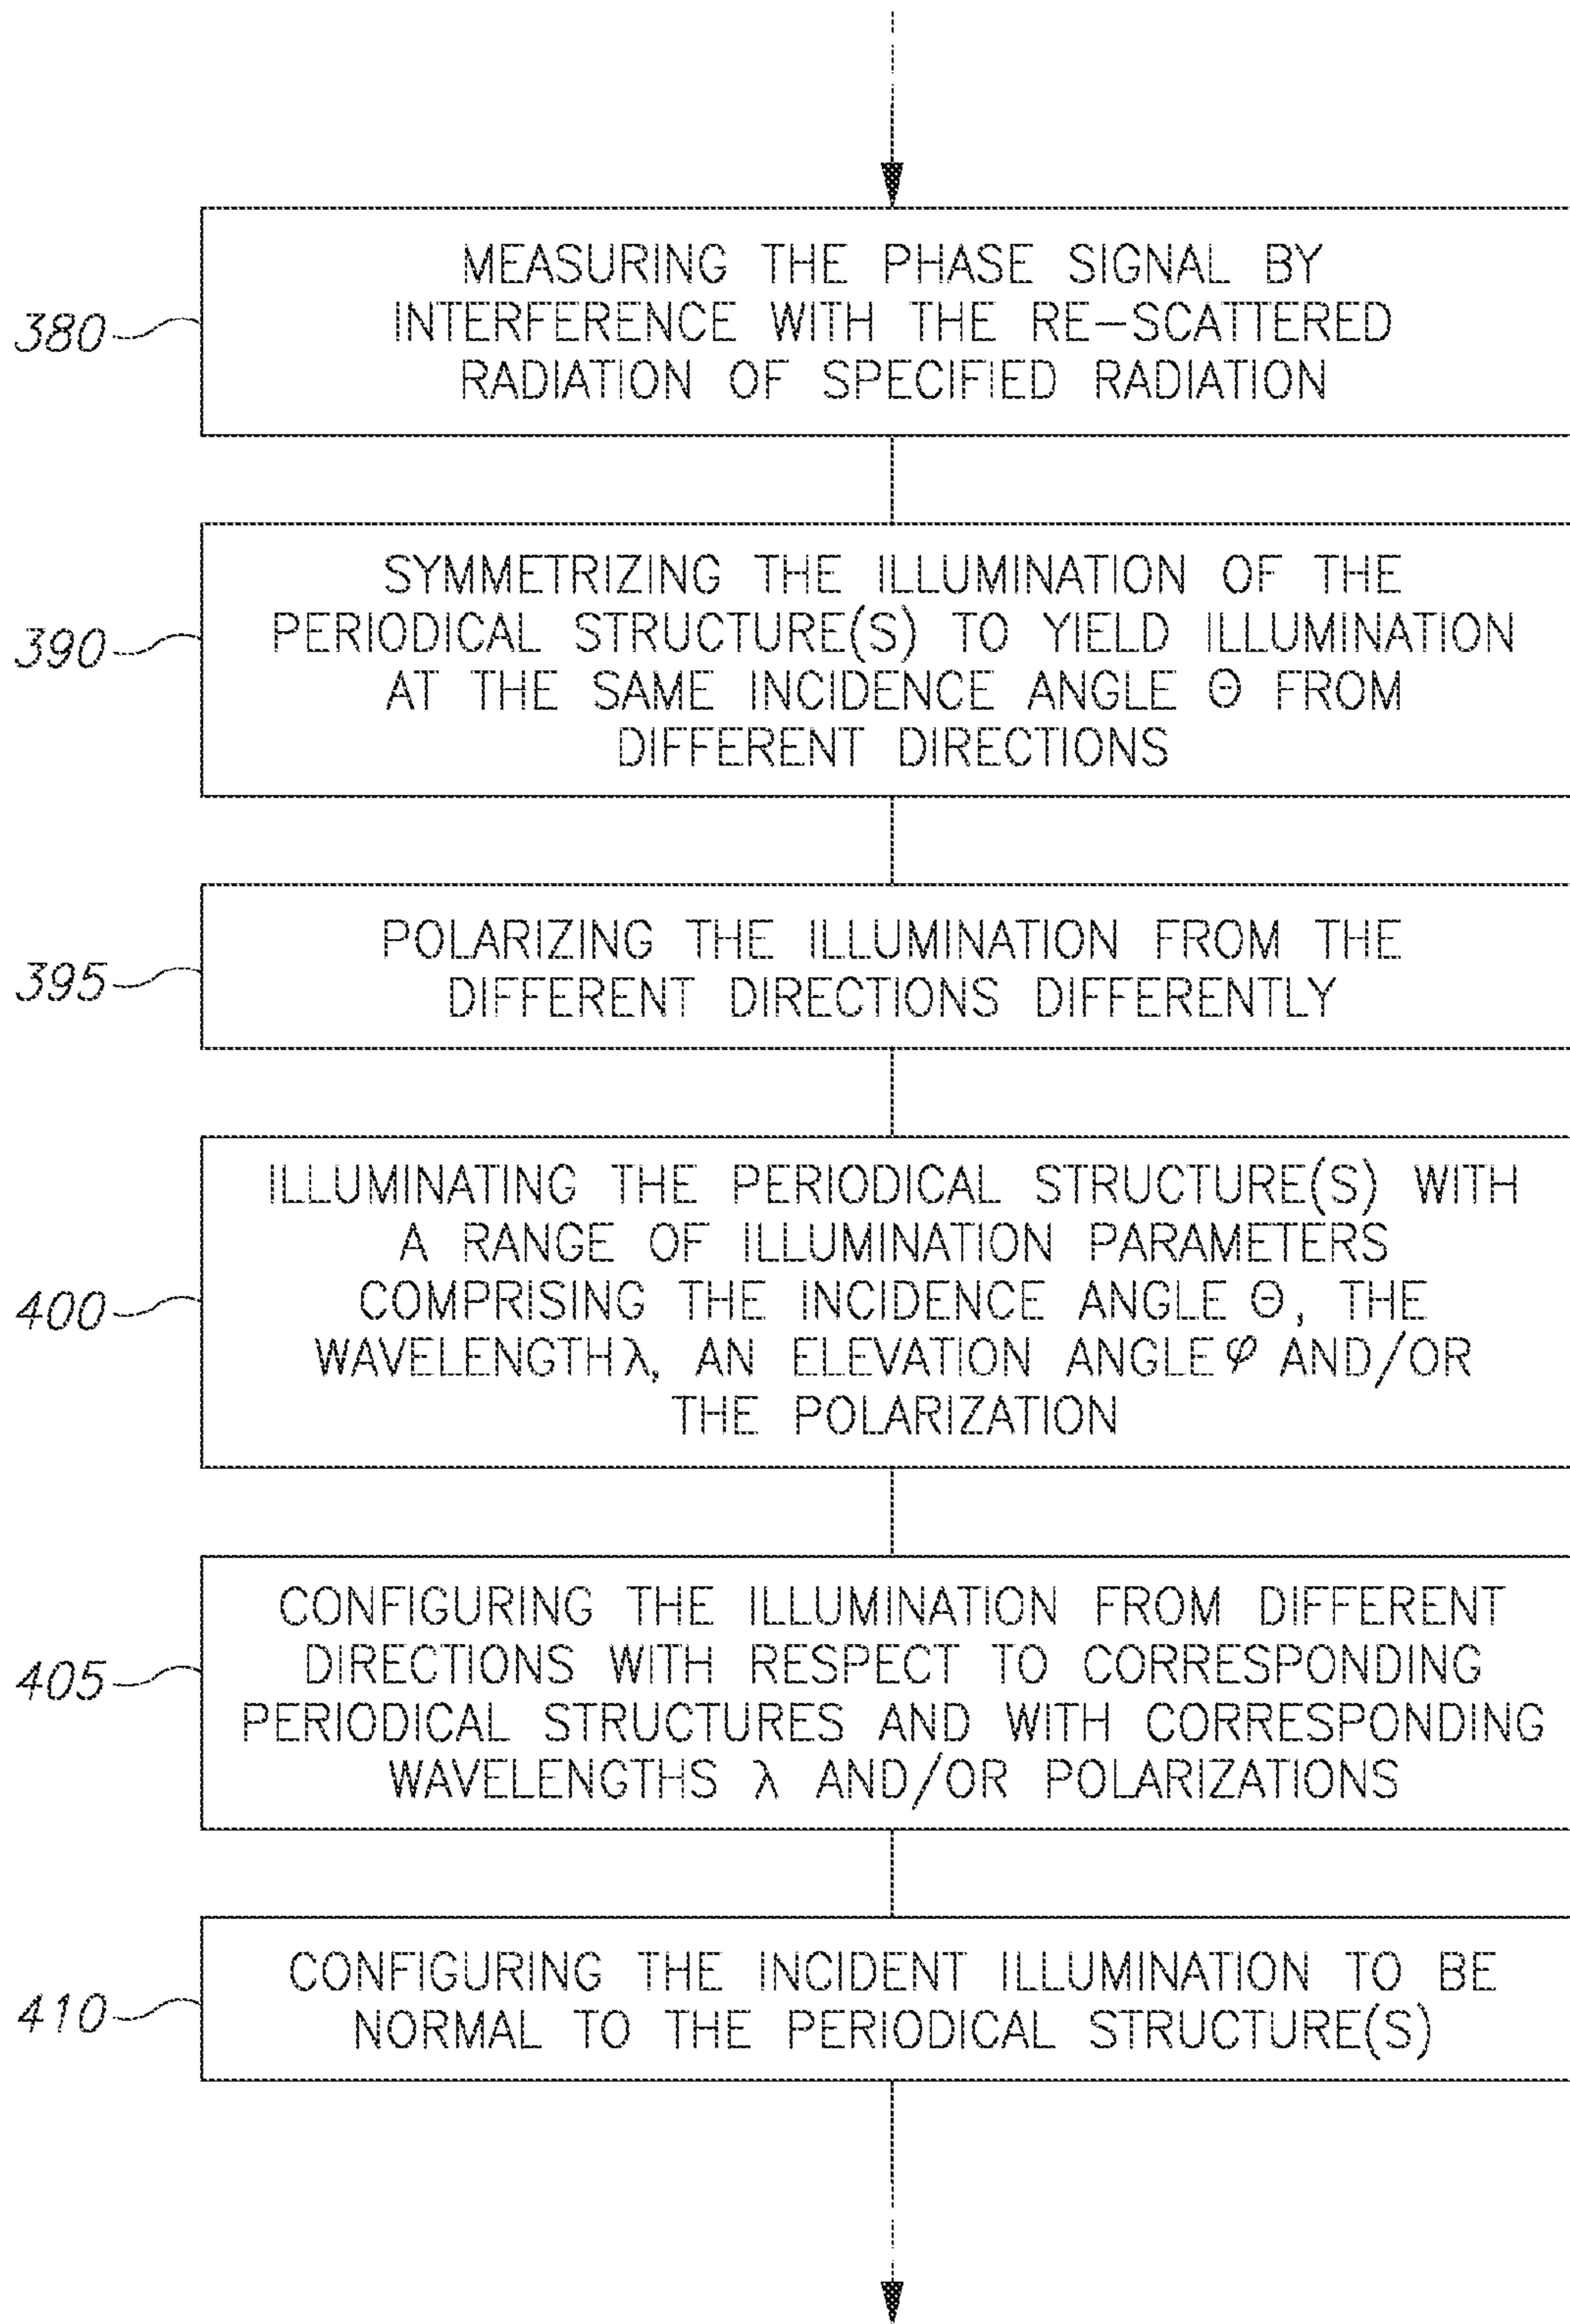 MEASURING THE PHASE SIGNAL BY
380
INTERFERENCE WITH THE RE-SCATTERED
RADIATION OF SPECIFIED RADIATION
SYMMETRIZING THE ILLUMINATION OF THE
390
PERIODICAL STRUCTURE(S) TO YIELD ILLUMINATION
AT THE SAME INCIDENCE ANGLE Θ FROM
DIFFERENT DIRECTIONS
POLARIZING THE ILLUMINATION FROM THE
395
DIFFERENT DIRECTIONS DIFFERENTLY
ILLUMINATING THE PERIODICAL STRUCTURE(S) WITH
A RANGE OF ILLUMINATION PARAMETERS
400
COMPRISING THE INCIDENCE ANGLE Θ, THE
WAVELENGTH λ, AN ELEVATION ANGLE φ AND/OR
THE POLARIZATION
CONFIGURING THE ILLUMINATION FROM DIFFERENT
DIRECTIONS WITH RESPECT TO CORRESPONDING
405
PERIODICAL STRUCTURES AND WITH CORRESPONDING
WAVELENGTHS λ AND/OR POLARIZATIONS
CONFIGURING THE INCIDENT ILLUMINATION TO BE
410
NORMAL TO THE PERIODICAL STRUCTURE(S)